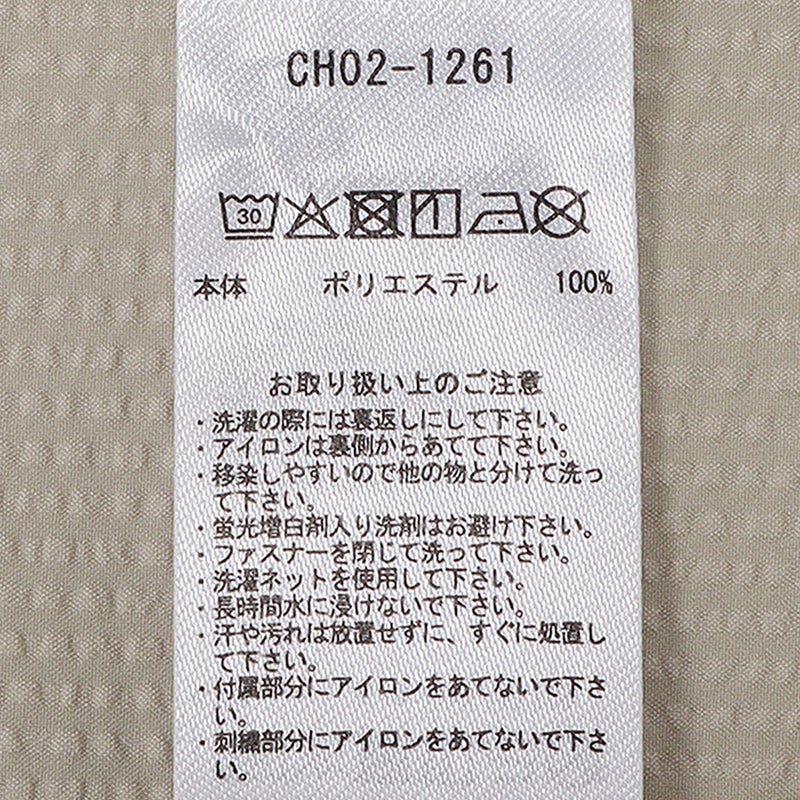 CH02-1261
30
本体 ポリエステル 100%
お取り扱い上のご注意
・洗濯の際には裏返しにして下さい。
・アイロンは裏側からあてて下さい。
・移染しやすいので他の物と分けて洗っ
て下さい。
・蛍光増白剤入り洗剤はお避け下さい。
・ファスナーを閉じて洗って下さい。
・洗濯ネットを使用して下さい。
・長時間水に浸けないで下さい。
・汗や汚れは放置せずに、すぐに処置し
て下さい。
・付属部分にアイロンをあてないで下さ
い。
・刺繍部分にアイロンをあてないで下さ
い。